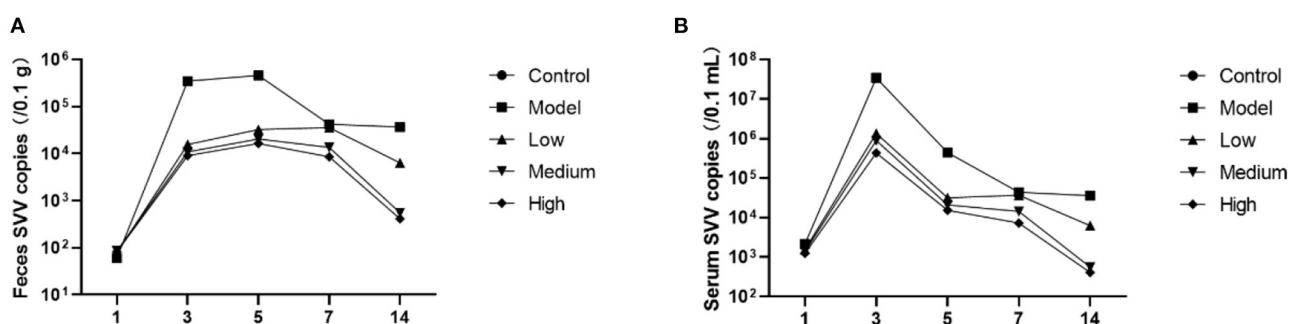 A
Feces SVV copies (/0.1 g)
10⁶
10⁵
10⁴
10³
10²
10¹
1 3 5 7 14
Control
Model
Low
Medium
High
B
Serum SVV copies (/0.1 mL)
10⁸
10⁷
10⁶
10⁵
10⁴
10³
10²
1 3 5 7 14
Control
Model
Low
Medium
High